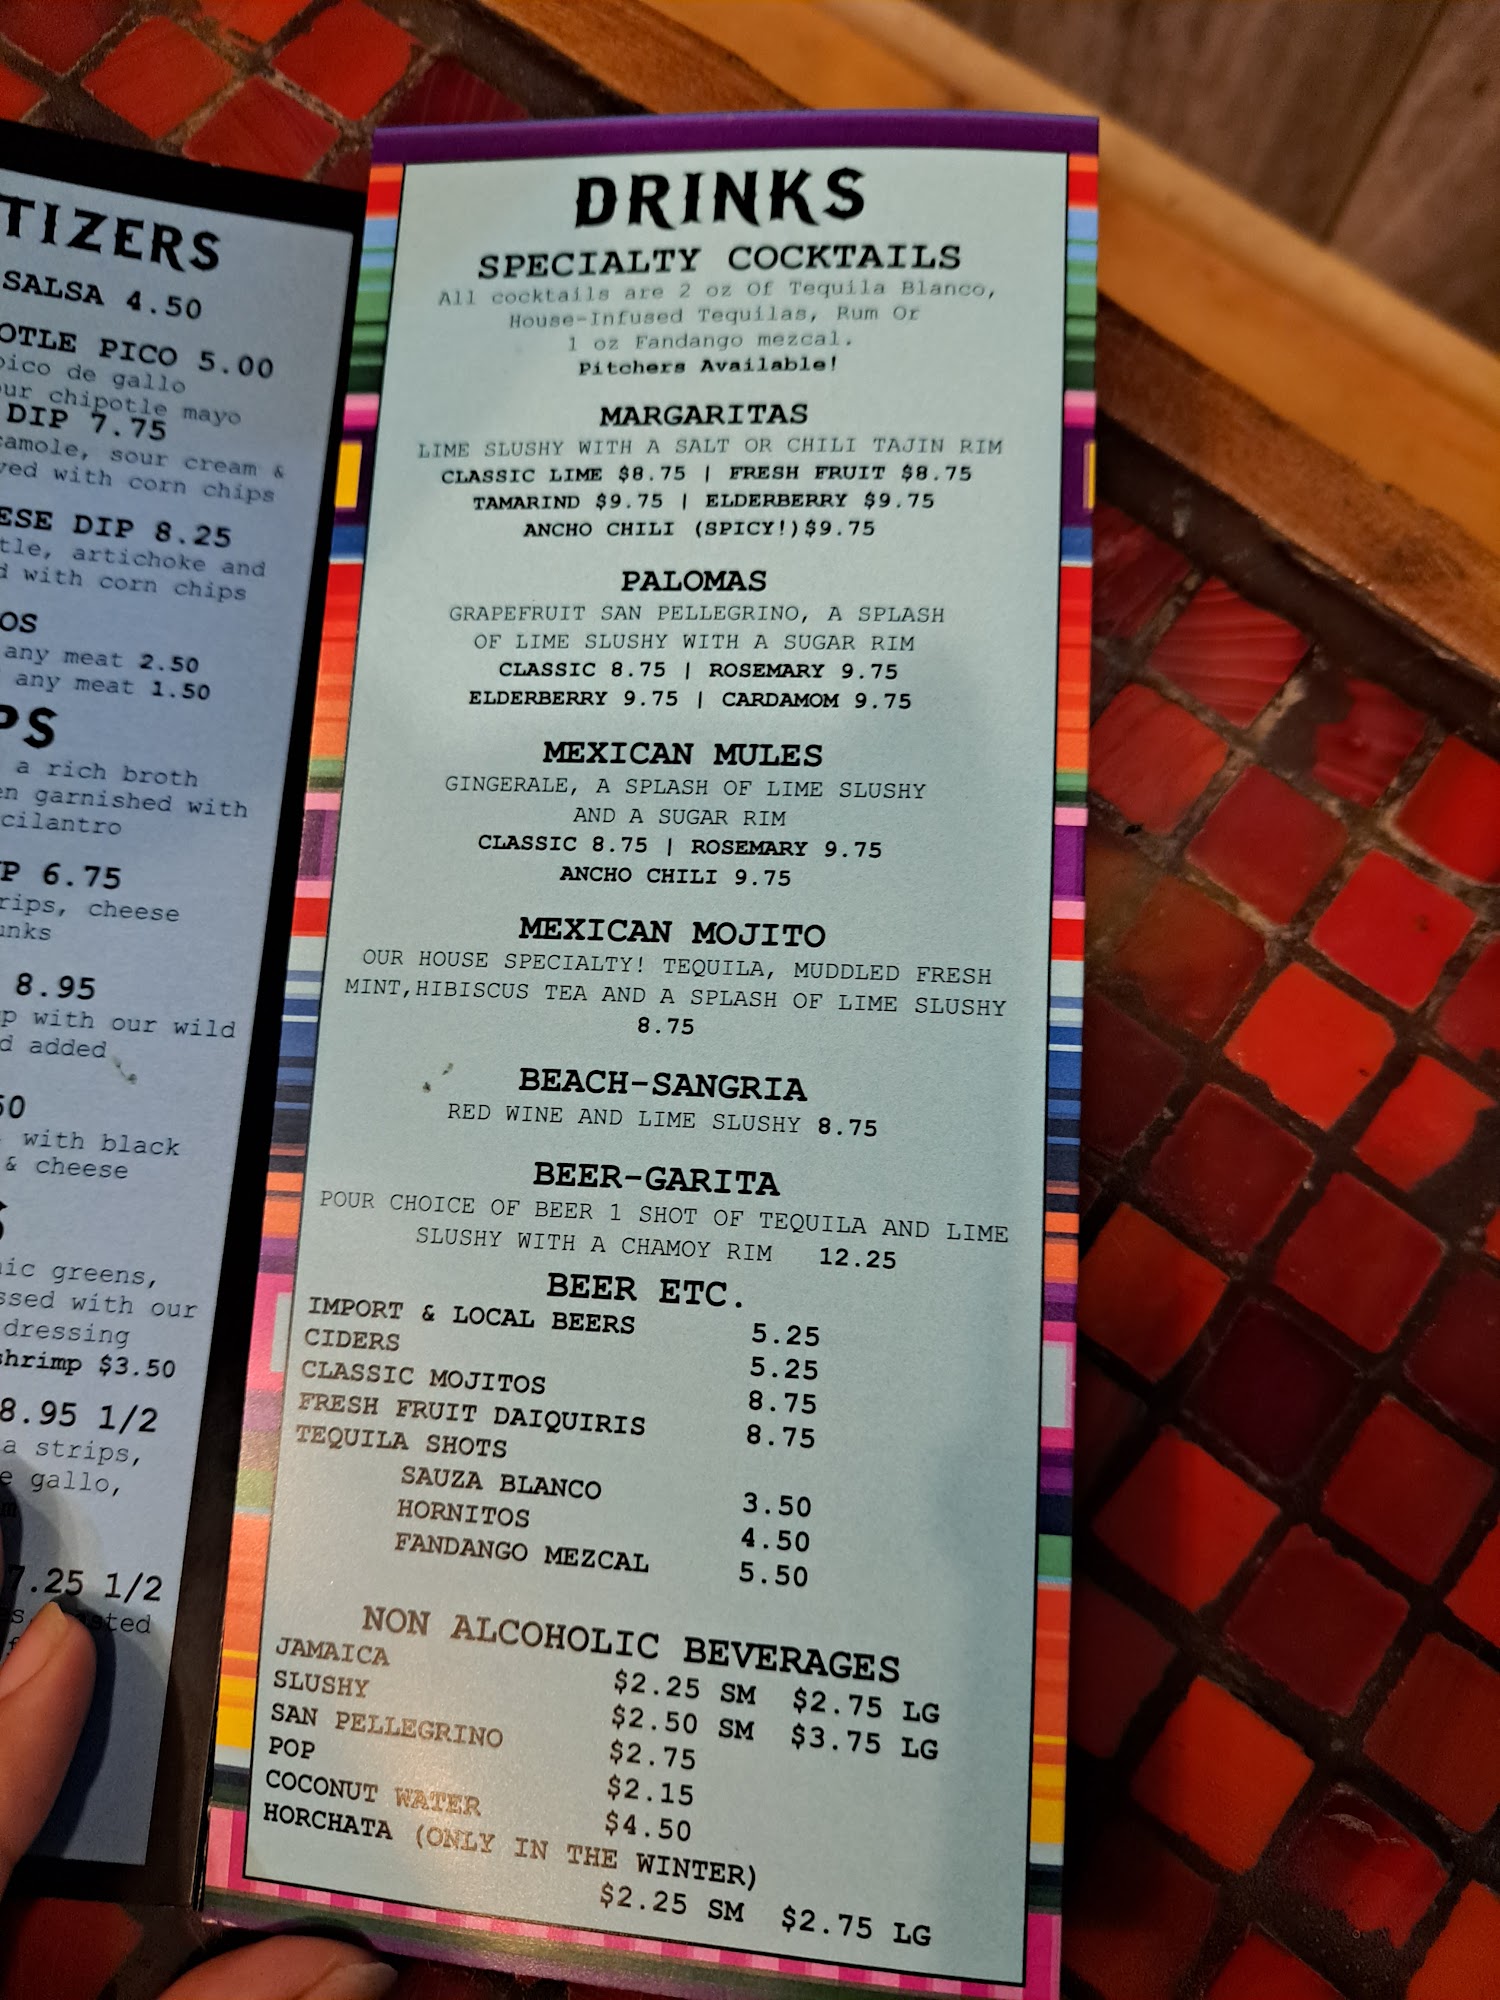 TIZERS
SALSA 4.50
OTLE PICO 5.00
pico de gallo
our chipotle mayo
DIP 7.75
camole, sour cream &
ved with corn chips
ESE DIP 8.25
tle, artichoke and
d with corn chips
OS
any meat 2.50
any meat 1.50
PS
a rich broth
en garnished with
cilantro
P 6.75
rips, cheese
unks
8.95
p with our wild
d added
50
with black
& cheese
S
ic greens,
ssed with our
dressing
shrimp $3.50
8.95 1/2
a strips,
e gallo,
7.25 1/2
DRINKS
SPECIALTY COCKTAILS
All cocktails are 2 oz Of Tequila Blanco,
House-Infused Tequilas, Rum Or
1 oz Fandango mezcal.
Pitchers Available!
MARGARITAS
LIME SLUSHY WITH A SALT OR CHILI TAJIN RIM
CLASSIC LIME $8.75 | FRESH FRUIT $8.75
TAMARIND $9.75 | ELDERBERRY $9.75
ANCHO CHILI (SPICY!)$9.75
PALOMAS
GRAPEFRUIT SAN PELLEGRINO, A SPLASH
OF LIME SLUSHY WITH A SUGAR RIM
CLASSIC 8.75 | ROSEMARY 9.75
ELDERBERRY 9.75 | CARDAMOM 9.75
MEXICAN MULES
GINGERALE, A SPLASH OF LIME SLUSHY
AND A SUGAR RIM
CLASSIC 8.75 | ROSEMARY 9.75
ANCHO CHILI 9.75
MEXICAN MOJITO
OUR HOUSE SPECIALTY! TEQUILA, MUDDLED FRESH
MINT,HIBISCUS TEA AND A SPLASH OF LIME SLUSHY
8.75
BEACH-SANGRIA
RED WINE AND LIME SLUSHY 8.75
BEER-GARITA
POUR CHOICE OF BEER 1 SHOT OF TEQUILA AND LIME
SLUSHY WITH A CHAMOY RIM 12.25
BEER ETC.
IMPORT & LOCAL BEERS 5.25
CIDERS 5.25
CLASSIC MOJITOS 8.75
FRESH FRUIT DAIQUIRIS 8.75
TEQUILA SHOTS
SAUZA BLANCO 3.50
HORNITOS 4.50
FANDANGO MEZCAL 5.50
NON ALCOHOLIC BEVERAGES
JAMAICA $2.25 SM $2.75 LG
SLUSHY $2.50 SM $3.75 LG
SAN PELLEGRINO $2.75
POP $2.15
COCONUT WATER $4.50
HORCHATA (ONLY IN THE WINTER)
$2.25 SM $2.75 LG